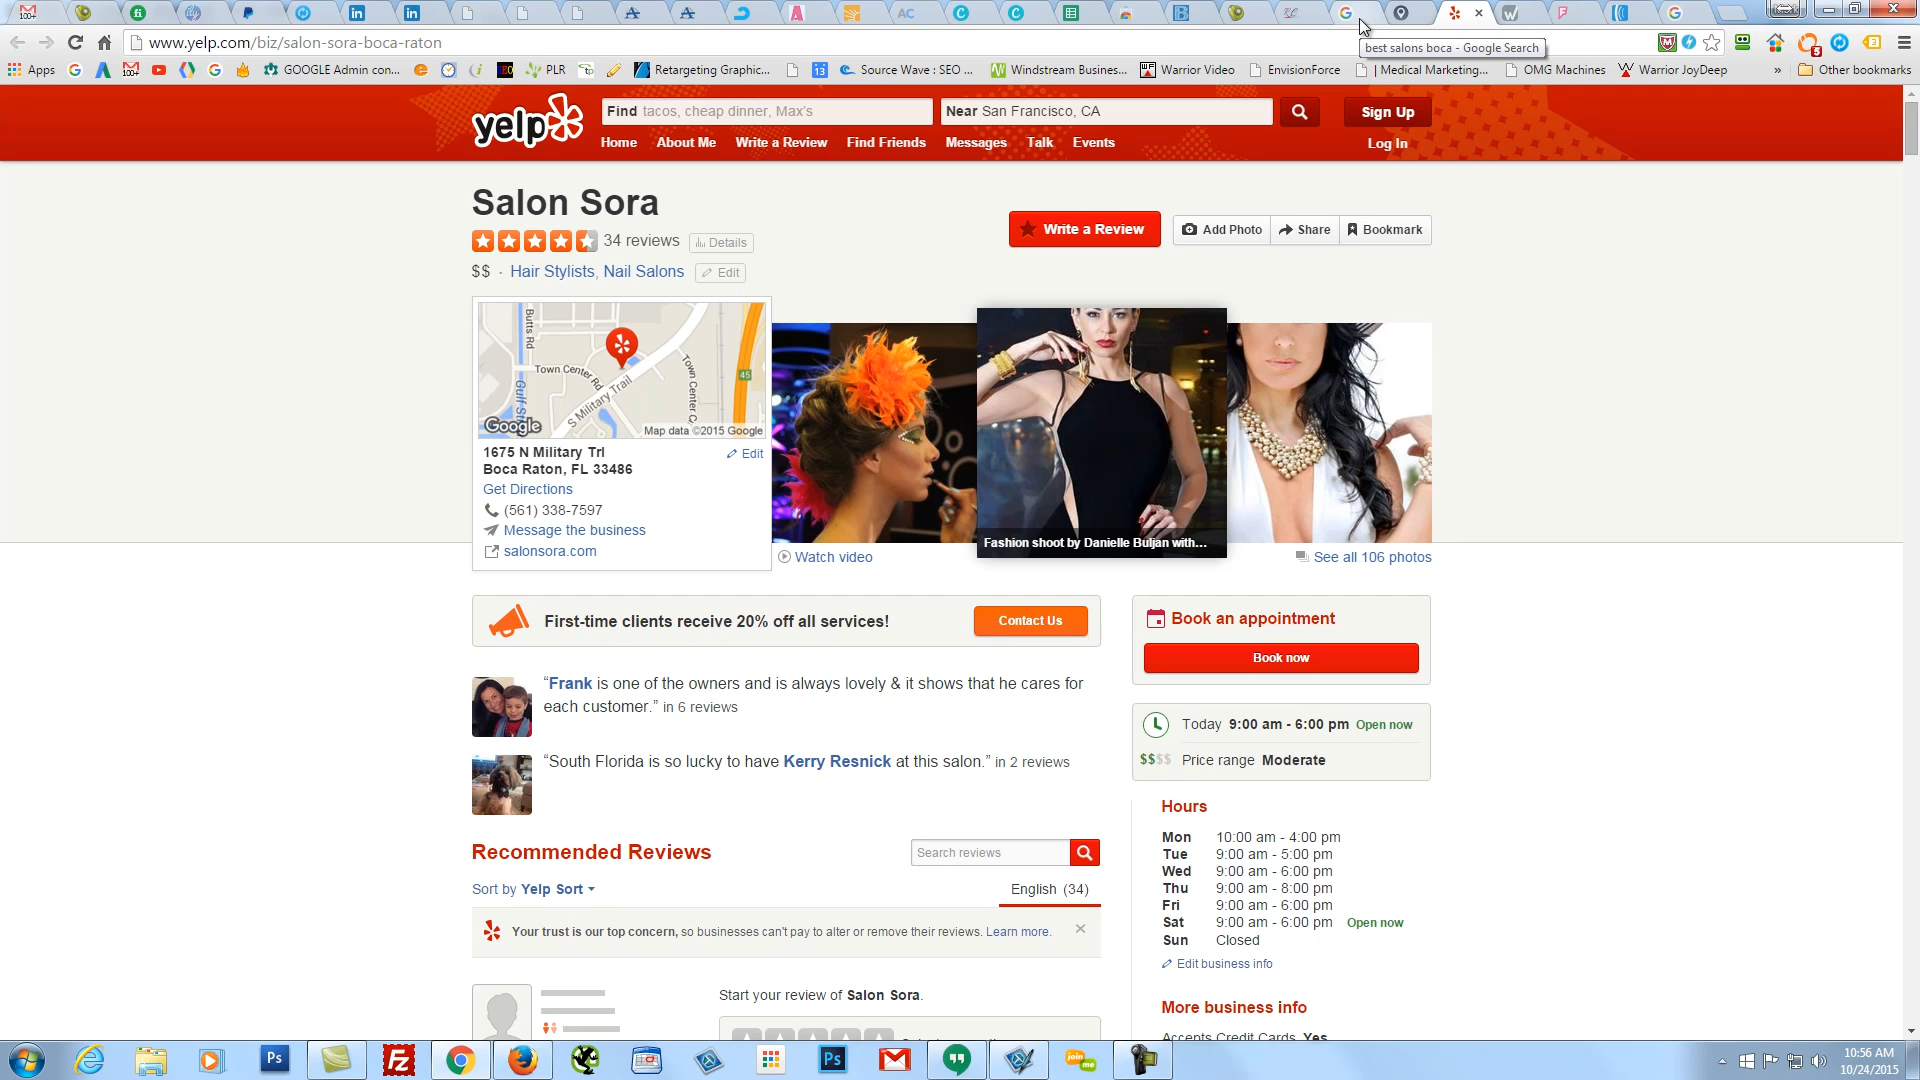 www.yelp.com/biz/salon-sora-boca-raton
best salons boca - Google Search
Apps
GOOGLE Admin con...
PLR
Retargeting Graphic...
13
Source Wave : SEO ...
Windstream Busines...
Warrior Video
EnvisionForce
| Medical Marketing...
OMG Machines
Warrior JoyDeep
»
Other bookmarks
yelp
Find tacos, cheap dinner, Max's
Near San Francisco, CA
Sign Up
Home About Me Write a Review Find Friends Messages Talk Events
Log In
Salon Sora
34 reviews
Details
Write a Review
Add Photo
Share
Bookmark
$$ · Hair Stylists, Nail Salons
Edit
Butts Rd
Town Center Rd
S Military Trail
Town Center C
45
Google
Map data ©2015 Google
1675 N Military Trl
Edit
Boca Raton, FL 33486
Get Directions
(561) 338-7597
Message the business
salonsora.com
Fashion shoot by Danielle Buljan with...
Watch video
See all 106 photos
First-time clients receive 20% off all services!
Contact Us
Book an appointment
Book now
"Frank is one of the owners and is always lovely & it shows that he cares for
each customer." in 6 reviews
"South Florida is so lucky to have Kerry Resnick at this salon." in 2 reviews
Today 9:00 am - 6:00 pm Open now
$$$$ Price range Moderate
Recommended Reviews
Search reviews
Sort by Yelp Sort
English (34)
Your trust is our top concern, so businesses can't pay to alter or remove their reviews. Learn more.
Start your review of Salon Sora.
Hours
Mon 10:00 am - 4:00 pm
Tue 9:00 am - 5:00 pm
Wed 9:00 am - 6:00 pm
Thu 9:00 am - 8:00 pm
Fri 9:00 am - 6:00 pm
Sat 9:00 am - 6:00 pm Open now
Sun Closed
Edit business info
More business info
Accepts Credit Cards Yes
10:56 AM
10/24/2015